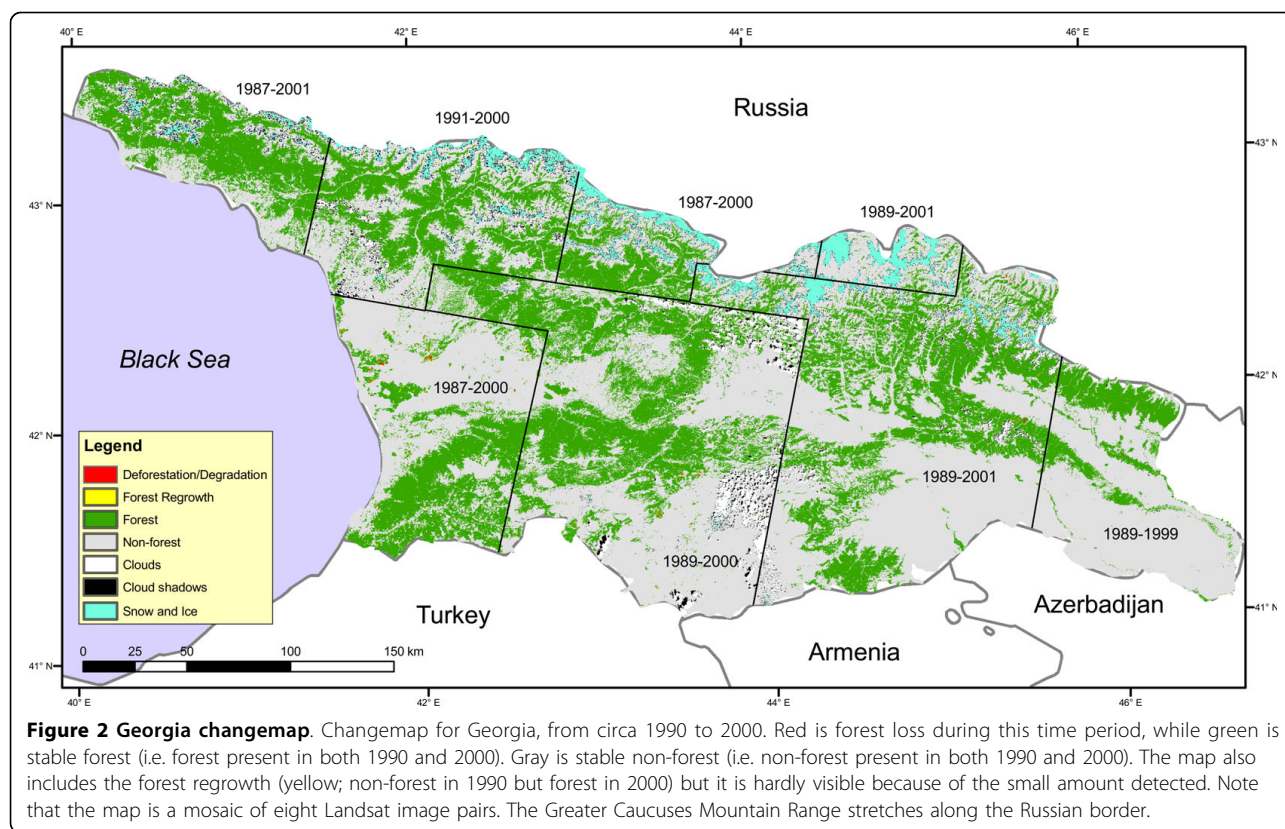 40° E
42° E
44° E
46° E
1987-2001
1991-2000
Russia
43° N
1987-2000
1989-2001
43° N
Black Sea
1987-2000
42° N
42° N
Legend
Deforestation/Degradation
Forest Regrowth
Forest
Non-forest
Clouds
Cloud shadows
Snow and Ice
1989-2001
1989-1999
1989-2000
Turkey
Azerbadijan
41° N
Armenia
0 25 50 100 150 km
41° N
40° E
42° E
44° E
46° E
Figure 2 Georgia changemap. Changemap for Georgia, from circa 1990 to 2000. Red is forest loss during this time period, while green is
stable forest (i.e. forest present in both 1990 and 2000). Gray is stable non-forest (i.e. non-forest present in both 1990 and 2000). The map also
includes the forest regrowth (yellow; non-forest in 1990 but forest in 2000) but it is hardly visible because of the small amount detected. Note
that the map is a mosaic of eight Landsat image pairs. The Greater Caucuses Mountain Range stretches along the Russian border.